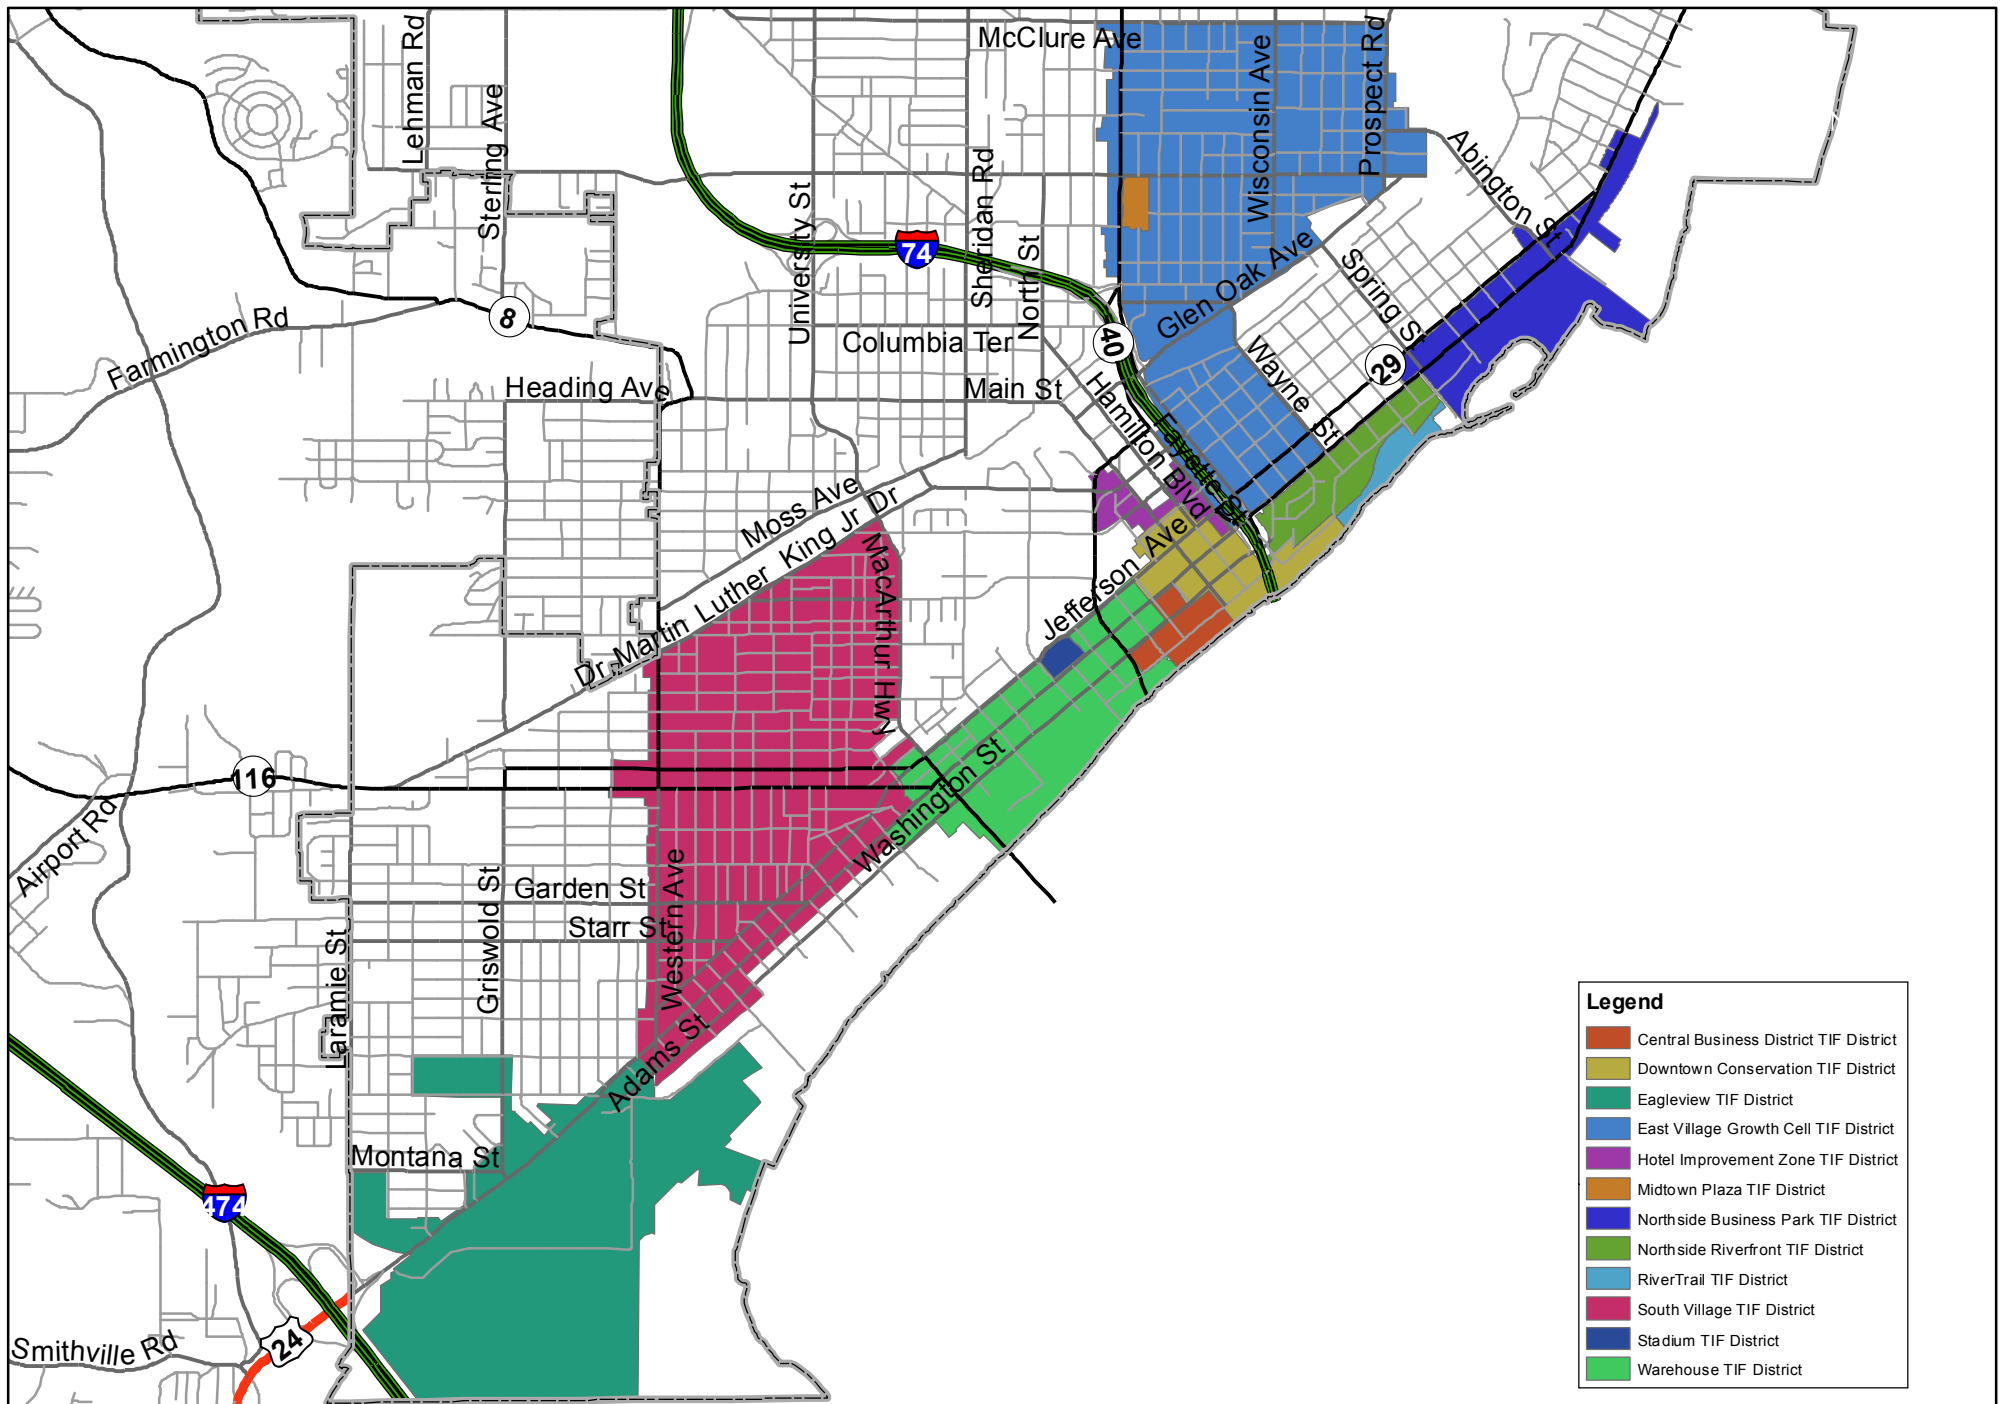 McClure Ave
Lehman Rd
Sterling Ave
Wisconsin Ave
Prospect Rd
Abington St
University St
Sheridan Rd
North St
74
Spring St
Glen Oak Ave
8
Farmington Rd
Columbia Ter
40
Wayne St
29
Heading Ave
Main St
Hamilton Blvd
Fayette St
Moss Ave
Dr Martin Luther King Jr Dr
MacArthur Hwy
Jefferson Ave
116
Airport Rd
Washington St
Garden St
Griswold St
Starr St
Western Ave
Laramie St
Adams St
Montana St
474
24
Smithville Rd
Legend
Central Business District TIF District
Downtown Conservation TIF District
Eagleview TIF District
East Village Growth Cell TIF District
Hotel Improvement Zone TIF District
Midtown Plaza TIF District
Northside Business Park TIF District
Northside Riverfront TIF District
RiverTrail TIF District
South Village TIF District
Stadium TIF District
Warehouse TIF District